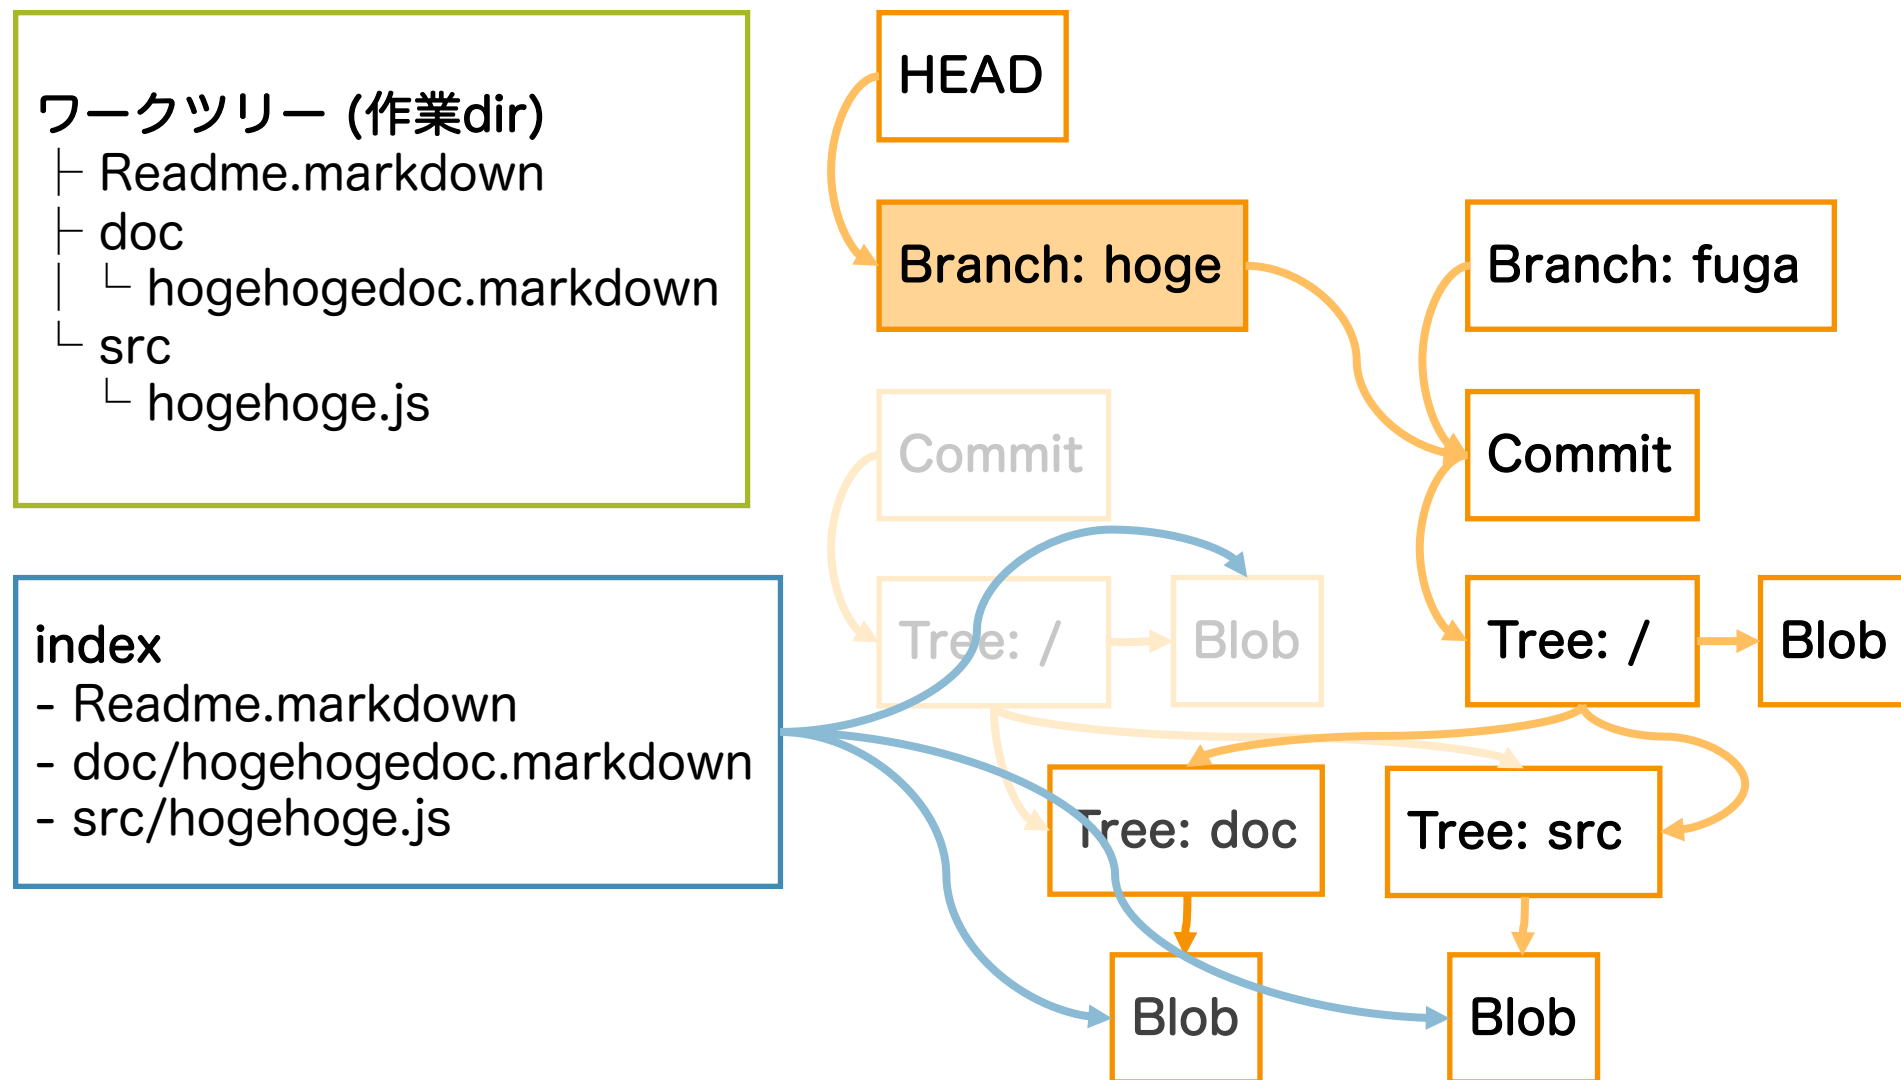 ワークツリー (作業dir)
├ Readme.markdown
├ doc
│ └ hogehogedoc.markdown
└ src
  └ hogehoge.js
index
- Readme.markdown
- doc/hogehogedoc.markdown
- src/hogehoge.js
HEAD
Branch: hoge
Branch: fuga
Commit
Commit
Tree: /
Blob
Tree: /
Blob
Tree: doc
Tree: src
Blob
Blob